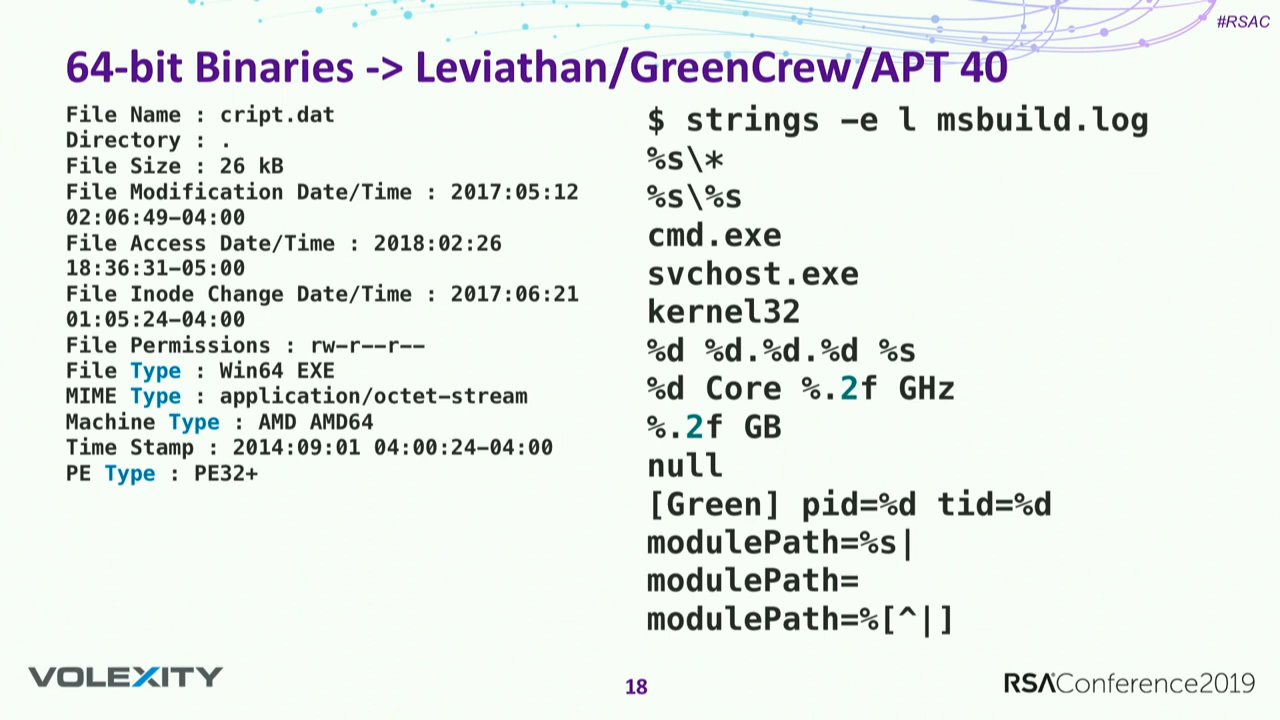 #RSAC
64-bit Binaries -> Leviathan/GreenCrew/APT 40
File Name : cript.dat
Directory : .
File Size : 26 kB
File Modification Date/Time : 2017:05:12
02:06:49-04:00
File Access Date/Time : 2018:02:26
18:36:31-05:00
File Inode Change Date/Time : 2017:06:21
01:05:24-04:00
File Permissions : rw-r--r--
File Type : Win64 EXE
MIME Type : application/octet-stream
Machine Type : AMD AMD64
Time Stamp : 2014:09:01 04:00:24-04:00
PE Type : PE32+
$ strings -e l msbuild.log
%s\*
%s\%s
cmd.exe
svchost.exe
kernel32
%d %d.%d.%d %s
%d Core %.2f GHz
%.2f GB
null
[Green] pid=%d tid=%d
modulePath=%s|
modulePath=
modulePath=%[^|]
VOLEXITY
18
RSAConference2019